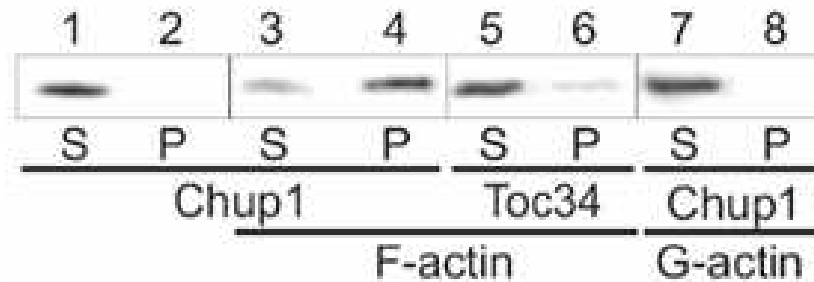 1 2 3 4 5 6 7 8
S P S P S P S P
Chup1 Toc34 Chup1
F-actin G-actin